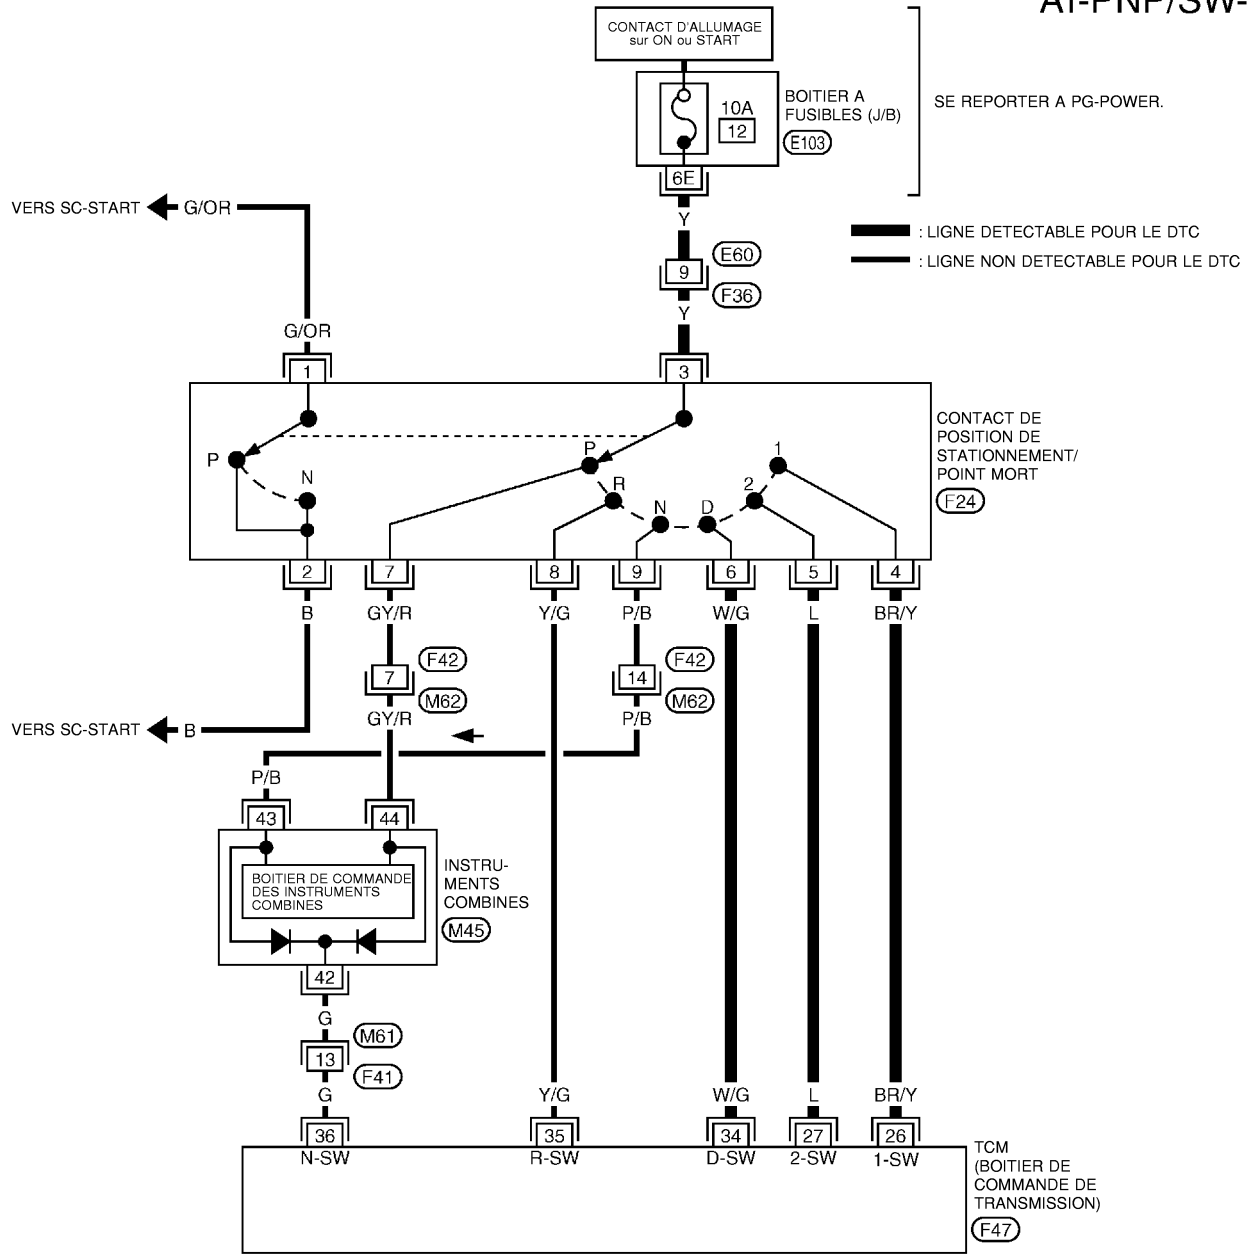 AT-PNP/SW-
CONTACT D'ALLUMAGE
sur ON ou START
10A
12
BOITIER A
FUSIBLES (J/B)
E103
SE REPORTER A PG-POWER.
6E
Y
VERS SC-START
G/OR
: LIGNE DETECTABLE POUR LE DTC
: LIGNE NON DETECTABLE POUR LE DTC
E60
9
F36
Y
G/OR
1
3
CONTACT DE
POSITION DE
STATIONNEMENT/
POINT MORT
F24
P
N
P
R
N
D
2
1
2
7
8
9
6
5
4
B
GY/R
Y/G
P/B
W/G
L
BR/Y
F42
7
M62
F42
14
M62
GY/R
P/B
VERS SC-START
B
P/B
43
44
BOITIER DE COMMANDE
DES INSTRUMENTS
COMBINES
INSTRU-
MENTS
COMBINES
M45
42
G
M61
13
F41
G
Y/G
W/G
L
BR/Y
36
35
34
27
26
N-SW
R-SW
D-SW
2-SW
1-SW
TCM
(BOITIER DE
COMMANDE DE
TRANSMISSION)
F47